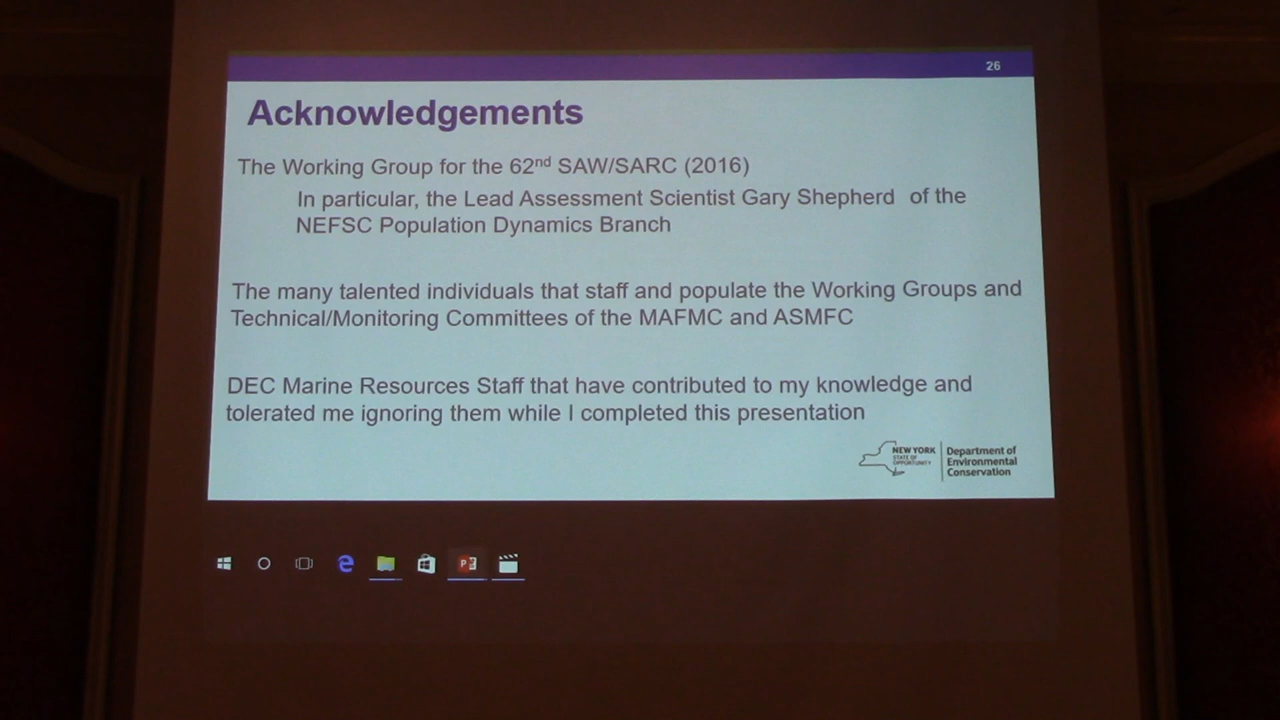 26
Acknowledgements
The Working Group for the 62nd SAW/SARC (2016)
In particular, the Lead Assessment Scientist Gary Shepherd of the
NEFSC Population Dynamics Branch
The many talented individuals that staff and populate the Working Groups and
Technical/Monitoring Committees of the MAFMC and ASMFC
DEC Marine Resources Staff that have contributed to my knowledge and
tolerated me ignoring them while I completed this presentation
NEW YORK
STATE OF
OPPORTUNITY
Department of
Environmental
Conservation